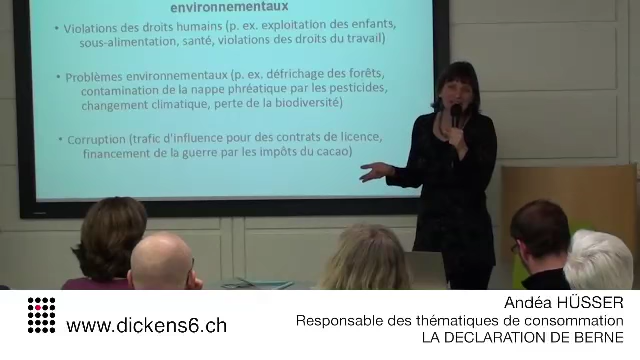 environnementaux
• Violations des droits humains (p. ex. exploitation des enfants,
sous-alimentation, santé, violations des droits du travail)
• Problèmes environnementaux (p. ex. défrichage des forêts,
contamination de la nappe phréatique par les pesticides,
changement climatique, perte de la biodiversité)
• Corruption (trafic d'influence pour des contrats de licence,
financement de la guerre par les impôts du cacao)
www.dickens6.ch
Andéa HÜSSER
Responsable des thématiques de consommation
LA DECLARATION DE BERNE